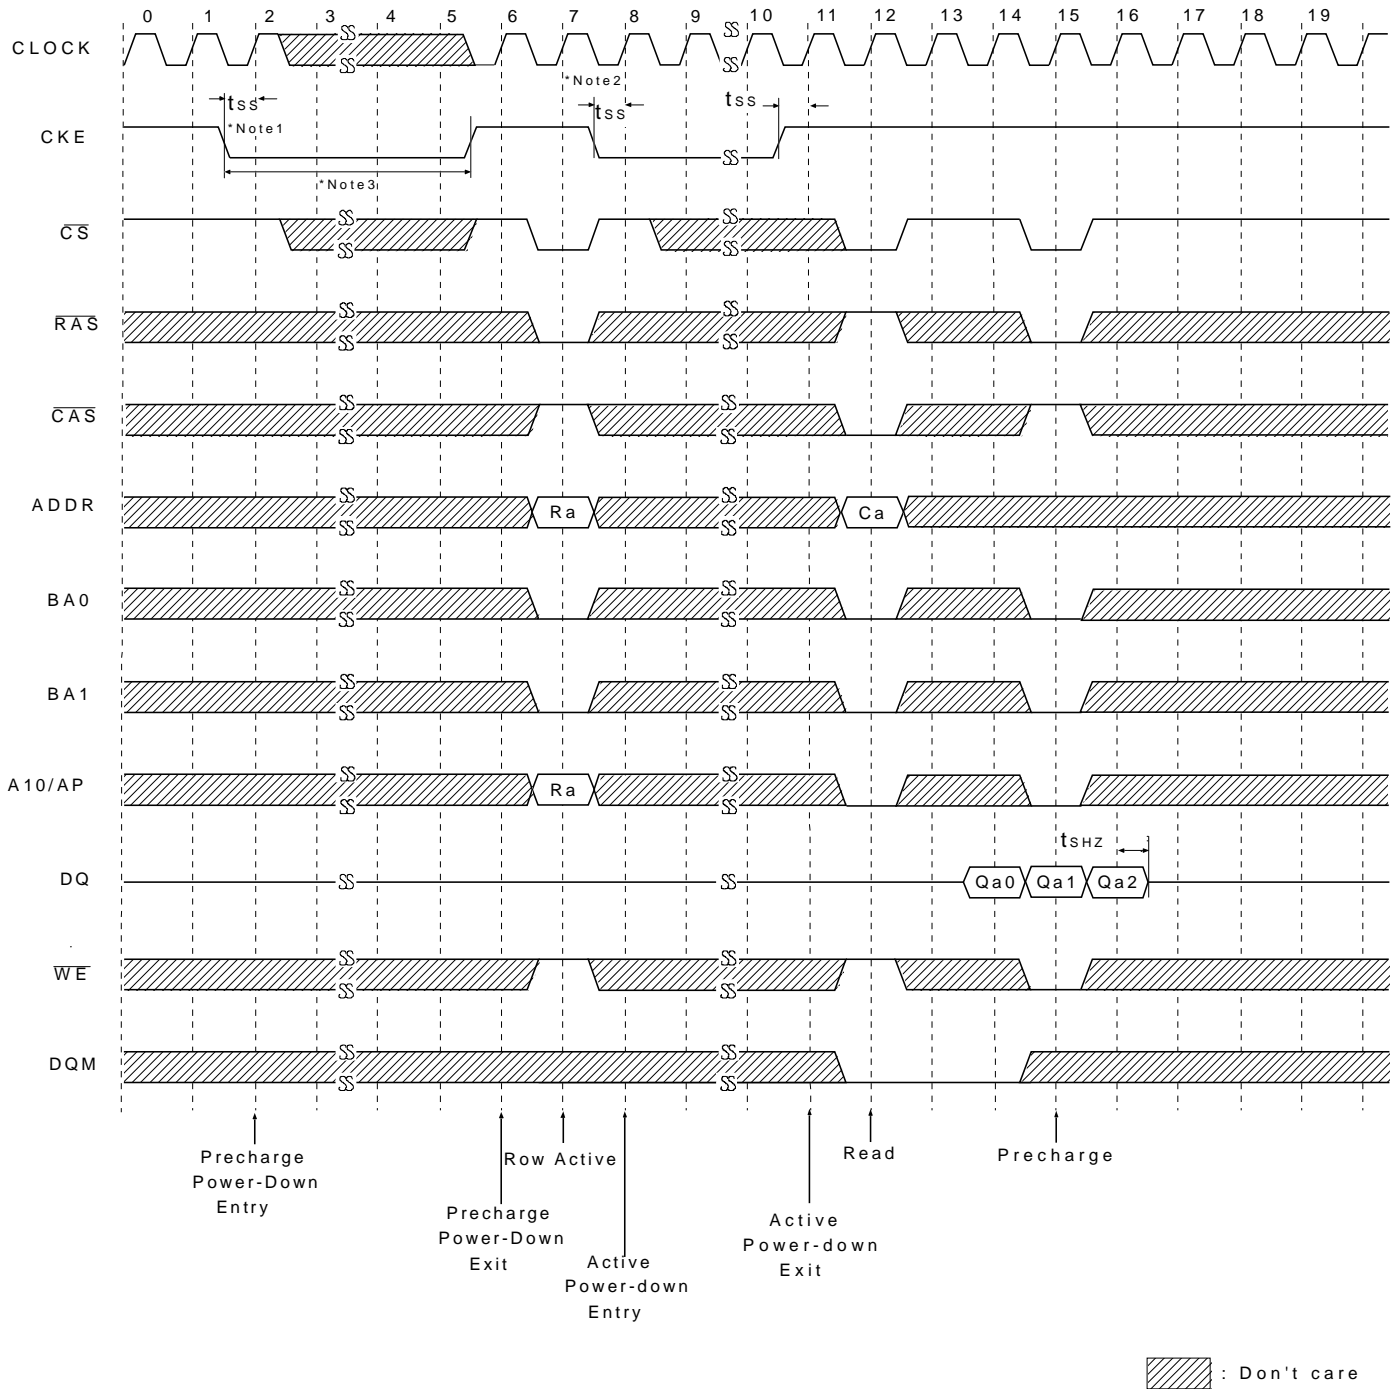 0 1 2 3 4 5 6 7 8 9 10 11 12 13 14 15 16 17 18 19
CLOCK
*Note2
tSS
tSS
tSS
*Note1
CKE
*Note3
CS
RAS
CAS
ADDR
Ra
Ca
BA0
BA1
A10/AP
Ra
tSHZ
DQ
Qa0
Qa1
Qa2
WE
DQM
Precharge
Power-Down
Entry
Row Active
Read
Precharge
Precharge
Power-Down
Exit
Active
Power-down
Exit
Active
Power-down
Entry
: Don't care